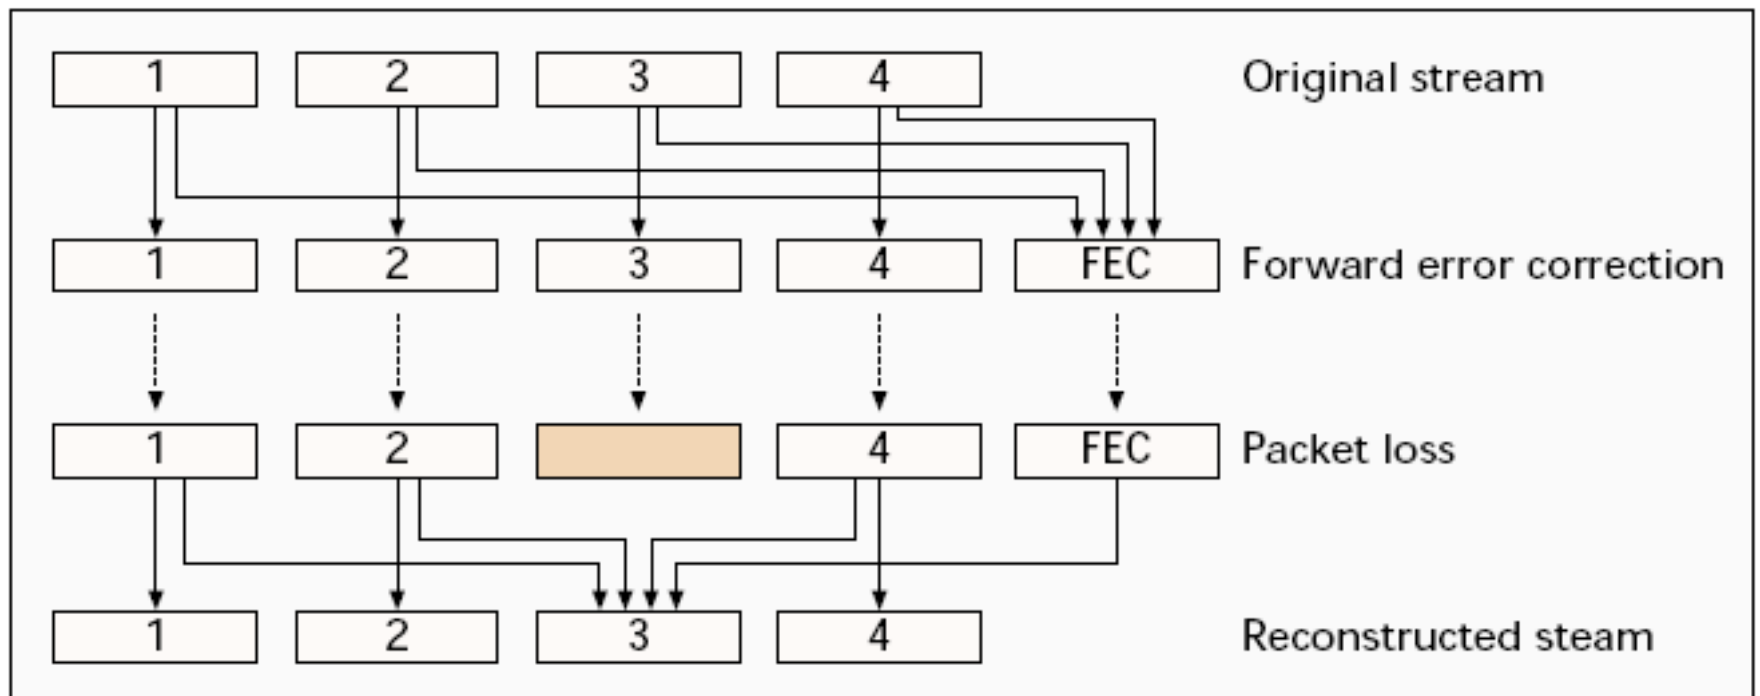 1 2 3 4 Original stream
1 2 3 4 FEC Forward error correction
1 2 4 FEC Packet loss
1 2 3 4 Reconstructed steam